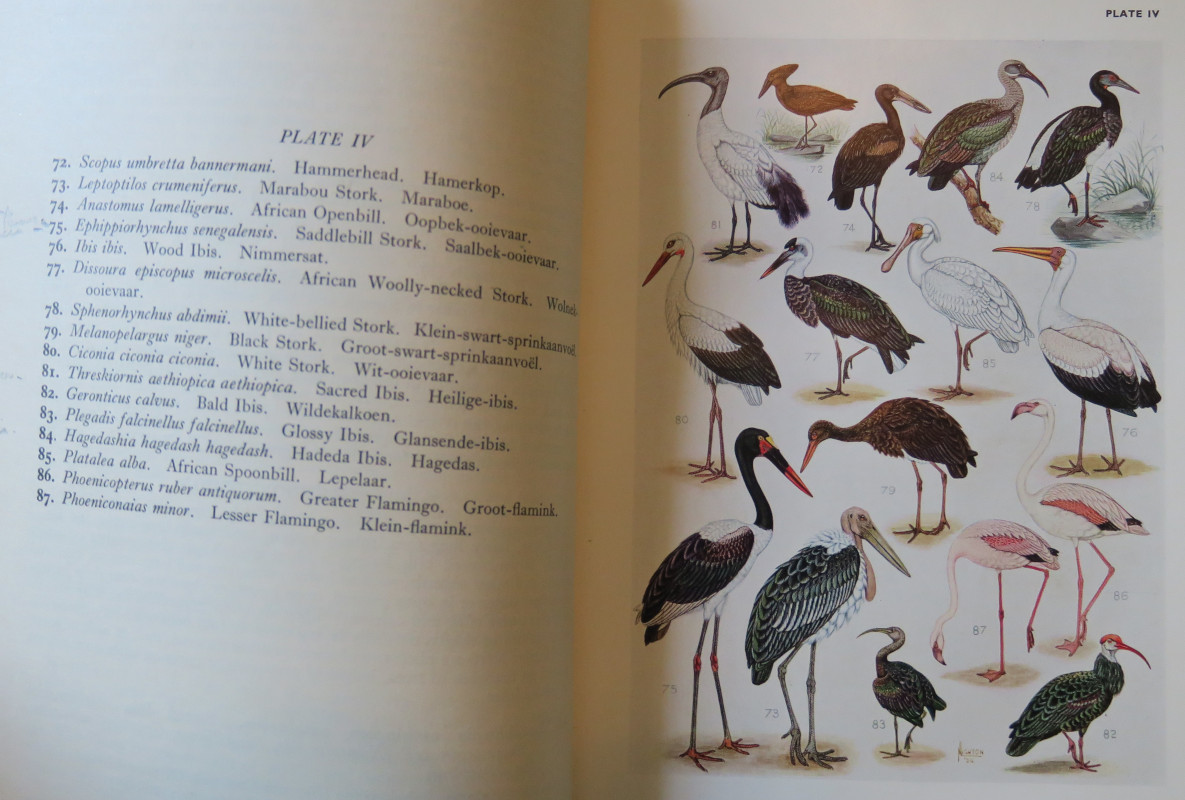 PLATE IV
72. Scopus umbretta bannermani. Hammerhead. Hamerkop.
73. Leptoptilos crumeniferus. Marabou Stork. Maraboe.
74. Anastomus lamelligerus. African Openbill. Oopbek-ooievaar.
75. Ephippiorhynchus senegalensis. Saddlebill Stork. Saalbek-ooievaar.
76. Ibis ibis. Wood Ibis. Nimmersat.
77. Dissoura episcopus microscelis. African Woolly-necked Stork.
ooievaar.
78. Sphenorhynchus abdimii. White-bellied Stork. Klein-swart-sprinkaanvoël.
79. Melanopelargus niger. Black Stork. Groot-swart-sprinkaanvoël.
80. Ciconia ciconia ciconia. White Stork. Wit-ooievaar.
81. Threskiornis aethiopica aethiopica. Sacred Ibis. Heilige-ibis.
82. Geronticus calvus. Bald Ibis. Wildekalkoen.
83. Plegadis falcinellus falcinellus. Glossy Ibis. Glansende-ibis.
84. Hagedashia hagedash hagedash. Hadeda Ibis. Hagedas.
85. Platalea alba. African Spoonbill. Lepelaar.
86. Phoenicopterus ruber antiquorum. Greater Flamingo. Groot-flamink.
87. Phoeniconaias minor. Lesser Flamingo. Klein-flamink.
PLATE IV
72
84
81
74
78
77
85
80
76
79
86
87
75
73
83
82